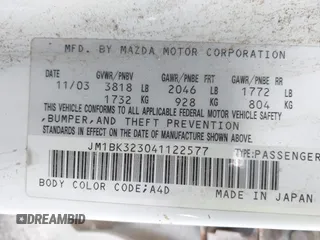 MFD. BY MAZDA MOTOR CORPORATION
GVWR/PNBV GAWR/PNBE FRT GAWR/PNBE RR
11/03 3818 LB 2046 LB 1772 LB
1732 KG 928 KG 804 KG
THIS VEHICLE CONFORMS TO ALL APPLICABLE FEDERAL MOTOR VEHICLE SAFETY
,BUMPER,AND THEFT PREVENTION
STANDARDS IN EFFECT ON THE DATE OF MANUFACTURE SHOWN ABOVE
JM1BK323041122577 TYPE:PASSENGER
BODY COLOR CODE;A4D MADE IN JAPAN
DREAMBID